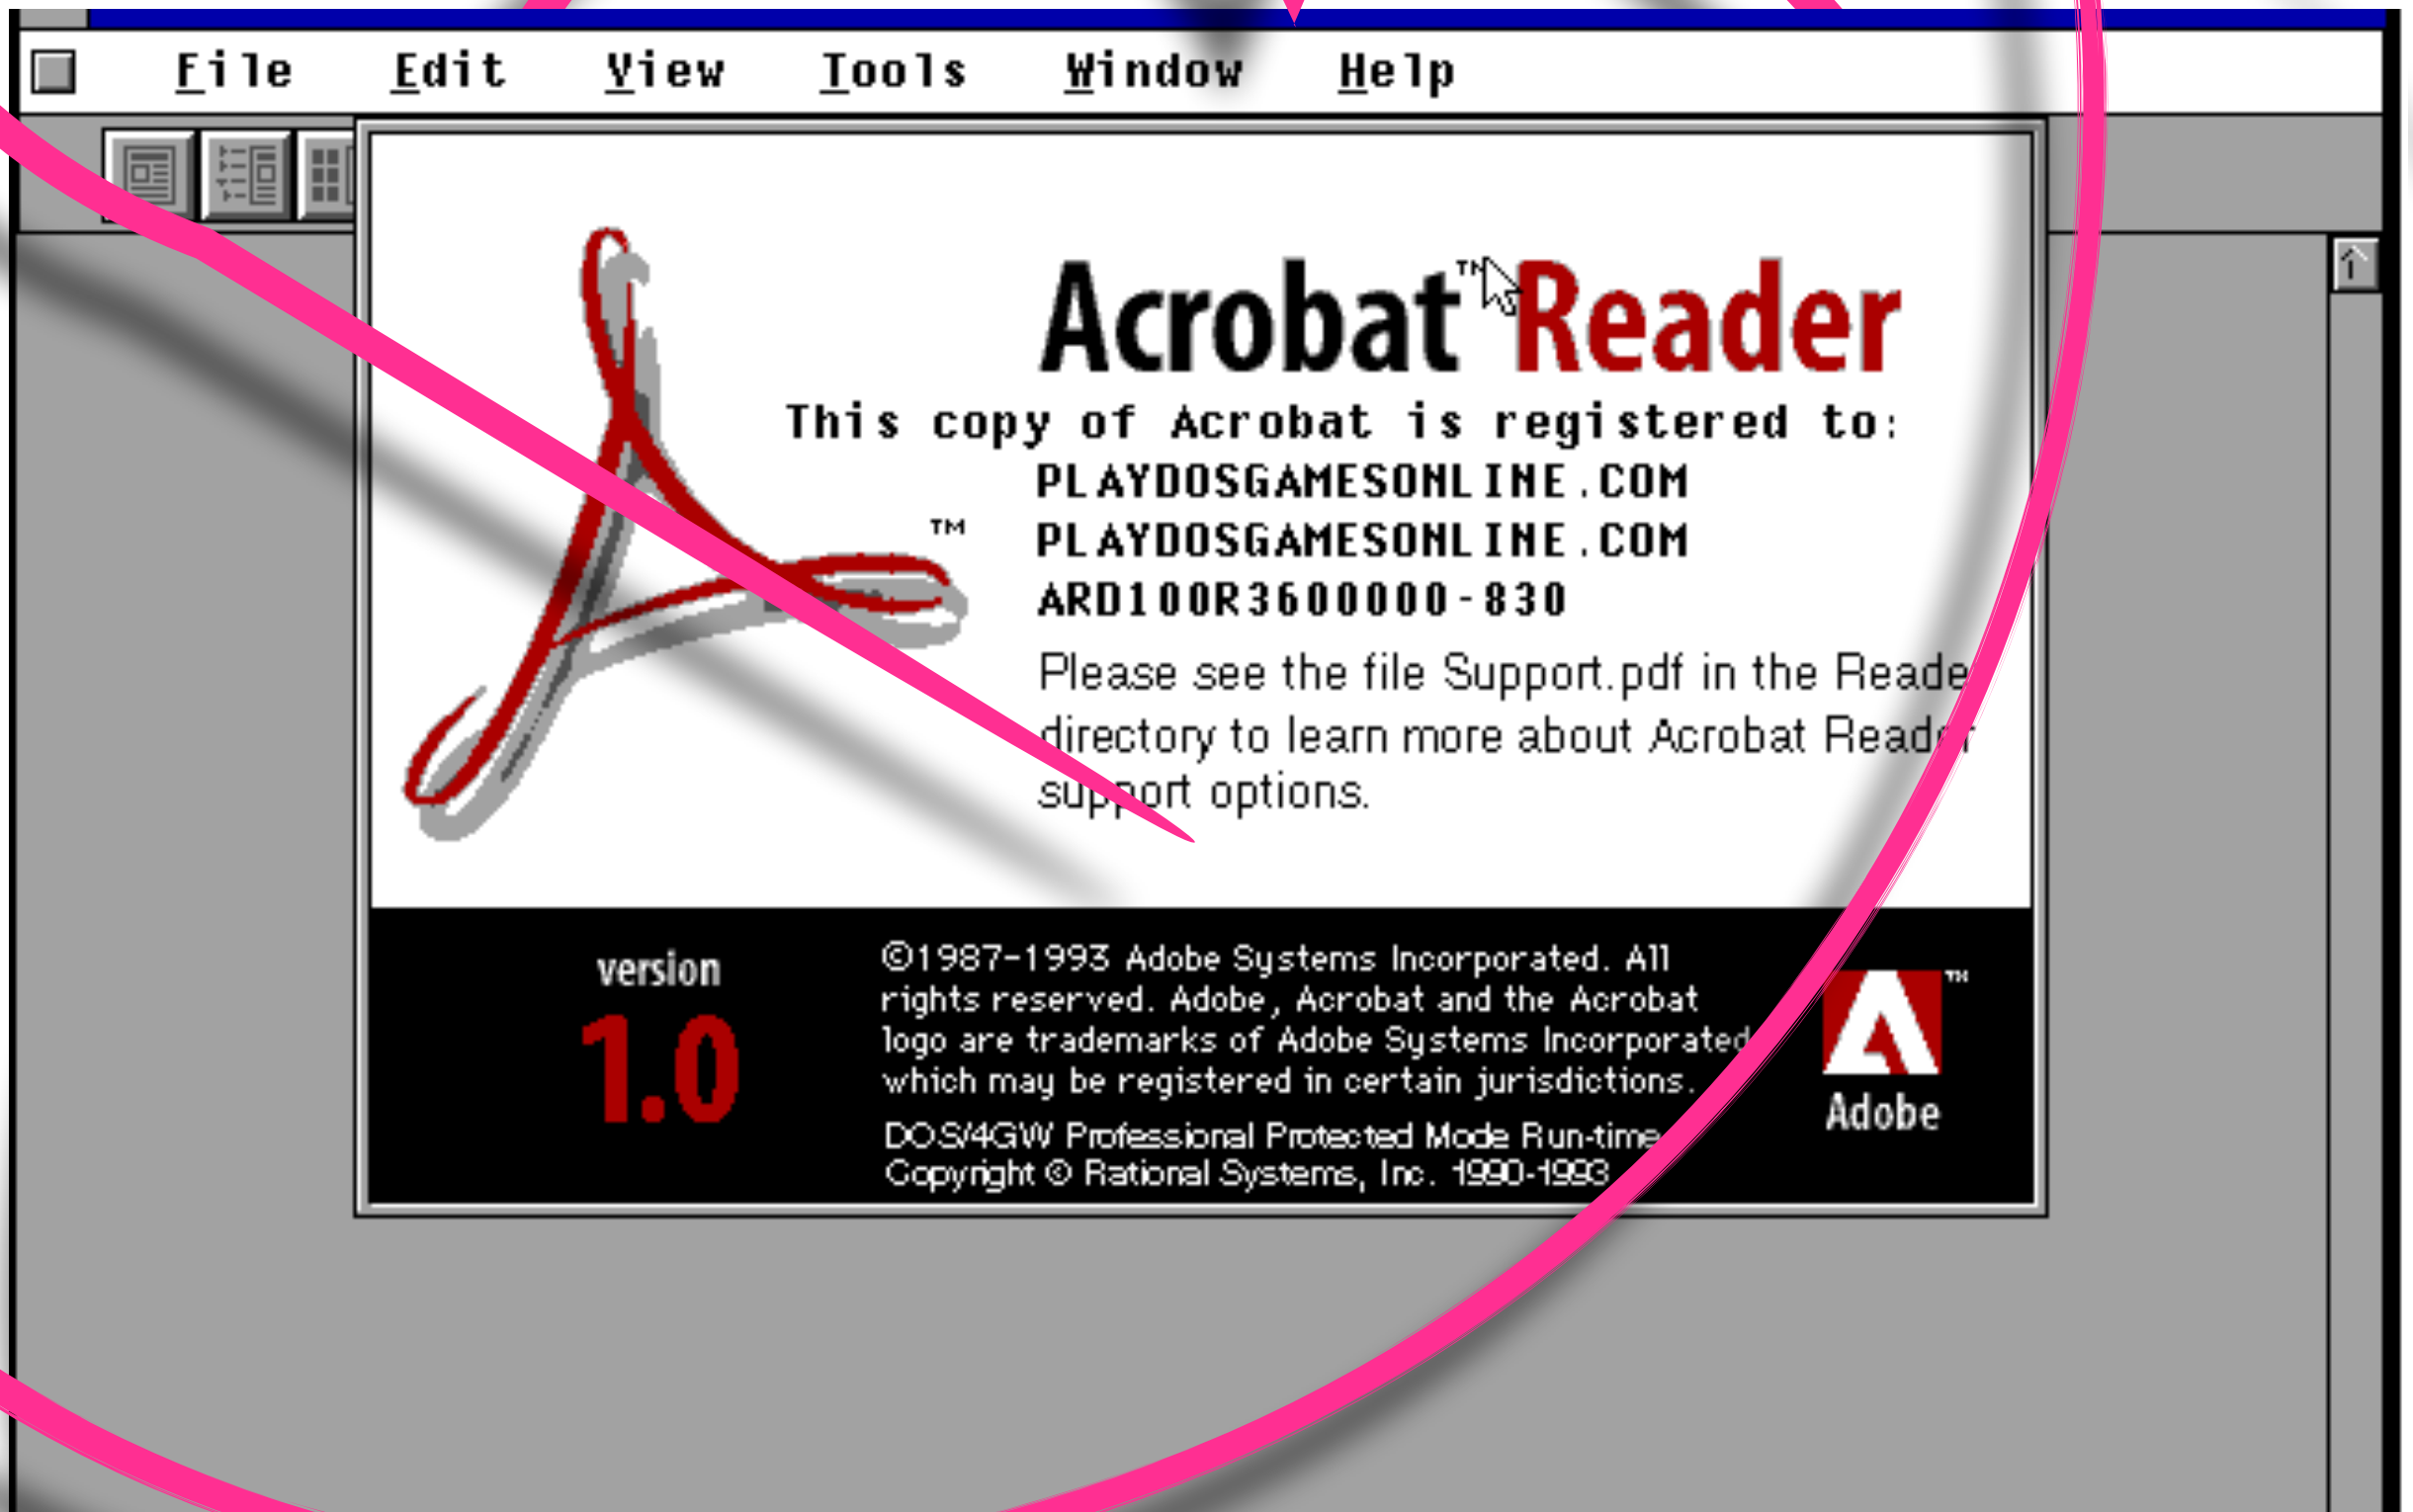 File Edit View Tools Window Help
Acrobat™ Reader
This copy of Acrobat is registered to:
PLAYDOSGAMESONLINE.COM
™ PLAYDOSGAMESONLINE.COM
ARD100R3600000-830
Please see the file Support.pdf in the Reade
directory to learn more about Acrobat Reader
support options.
version
1.0
©1987-1993 Adobe Systems Incorporated. All
rights reserved. Adobe, Acrobat and the Acrobat
logo are trademarks of Adobe Systems Incorporated
which may be registered in certain jurisdictions.
DOS/4GW Professional Protected Mode Run-time
Copyright © Rational Systems, Inc. 1990-1993
™
Adobe